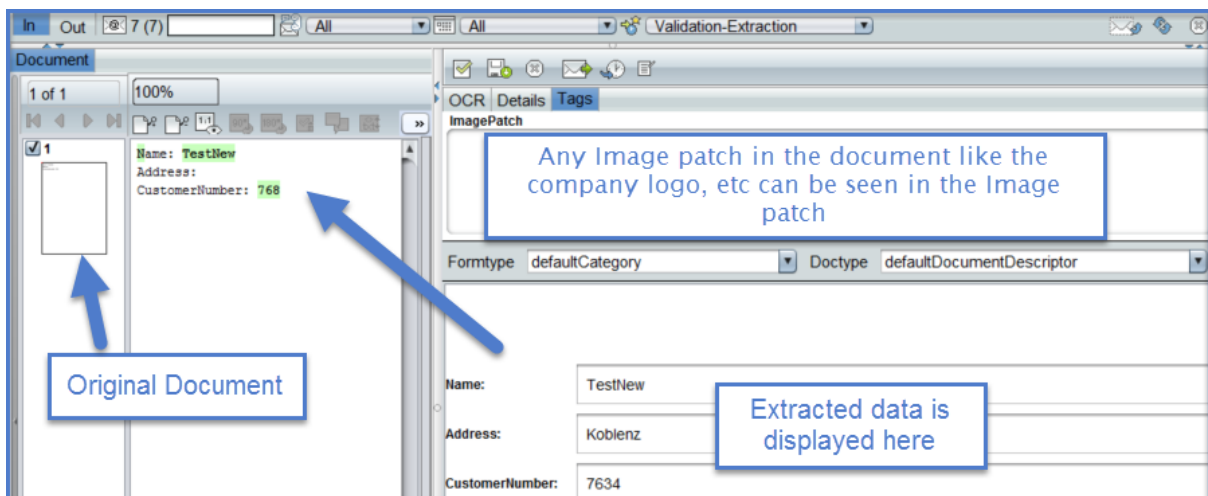 In Out 7 (7) All All Validation-Extraction
Document
1 of 1 100%
OCR Details Tags
ImagePatch
1
Name: TestNew
Address:
CustomerNumber: 768
Any Image patch in the document like the
company logo, etc can be seen in the Image
patch
Formtype defaultCategory Doctype defaultDocumentDescriptor
Original Document
Name: TestNew
Extracted data is
displayed here
Address: Koblenz
CustomerNumber: 7634